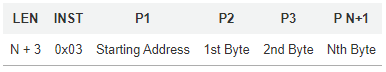 LEN INST P1 P2 P3 P N+1
N + 3 0x03 Starting Address 1st Byte 2nd Byte Nth Byte